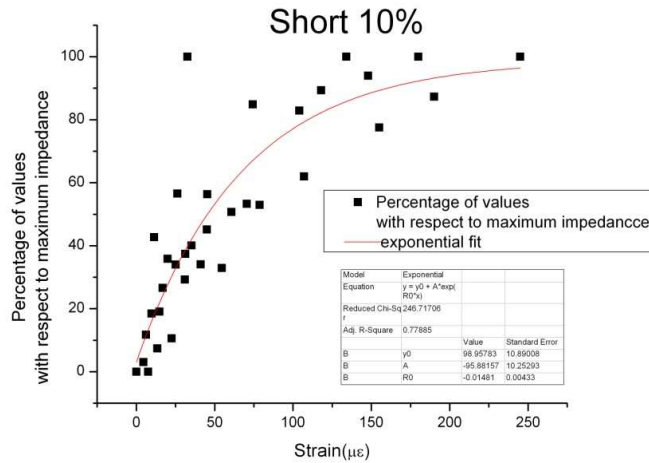 Short 10%
100
80
60
40
20
0
Percentage of values
with respect to maximum impedance
0
50
100
150
200
250
Strain(με)
Percentage of values
with respect to maximum impedancce
exponential fit
Model Exponential
Equation y = y0 + A*exp(
R0*x)
Reduced Chi-Sq 246.71706
r
Adj. R-Square 0.77885
Value Standard Error
B y0 98.95783 10.89008
B A -95.88157 10.25293
B R0 -0.01481 0.00433